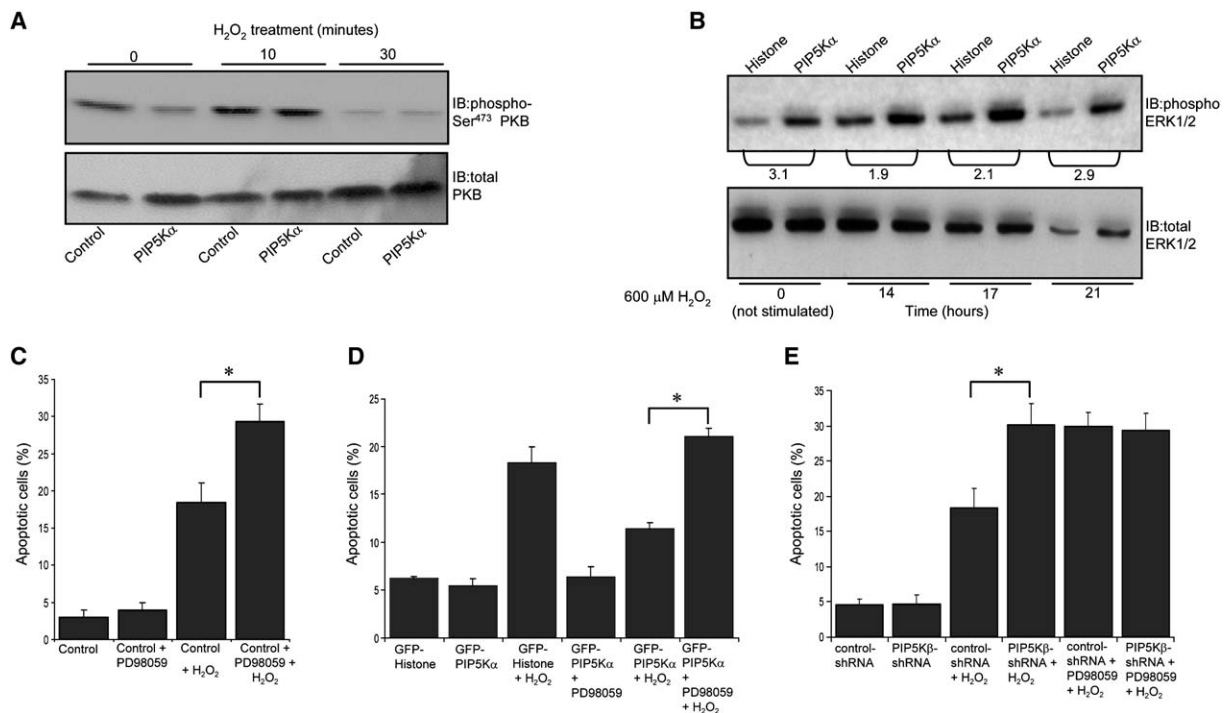 A
H₂O₂ treatment (minutes)
0 10 30
IB:phospho-
Ser⁴⁷³ PKB
IB:total
PKB
Control PIP5Kα Control PIP5Kα Control PIP5Kα
B
Histone PIP5Kα Histone PIP5Kα Histone PIP5Kα Histone PIP5Kα
IB:phospho
ERK1/2
3.1 1.9 2.1 2.9
IB:total
ERK1/2
600 μM H₂O₂
0 14 17 21
(not stimulated) Time (hours)
C
Apoptotic cells (%)
35
30
25
20
15
10
5
0
*
Control Control + Control Control +
PD98059 + H₂O₂ PD98059 +
H₂O₂
D
Apoptotic cells (%)
25
20
15
10
5
0
*
GFP- GFP- GFP- GFP- GFP- GFP-
Histone PIP5Kα Histone PIP5Kα PIP5Kα PIP5Kα
+ H₂O₂ + + H₂O₂ +
PD98059 PD98059
+ H₂O₂
E
Apoptotic cells (%)
35
30
25
20
15
10
5
0
*
control- PIP5Kβ- control- PIP5Kβ- control- PIP5Kβ-
shRNA shRNA shRNA shRNA + shRNA + shRNA +
+ H₂O₂ H₂O₂ PD98059 PD98059
+ H₂O₂ + H₂O₂